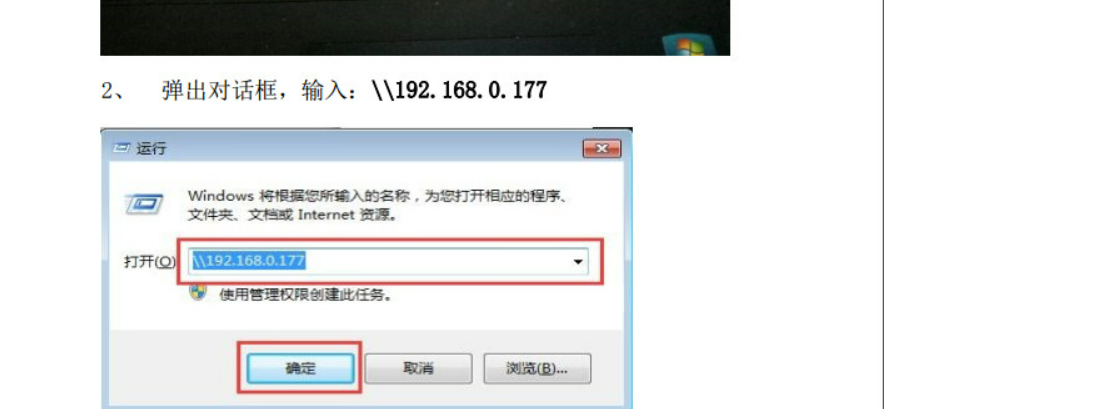 2、 弹出对话框，输入：\\192.168.0.177
运行
Windows 将根据您所输入的名称，为您打开相应的程序、
文件夹、文档或 Internet 资源。
打开(O) \\192.168.0.177
使用管理权限创建此任务。
确定 取消 浏览(B)...